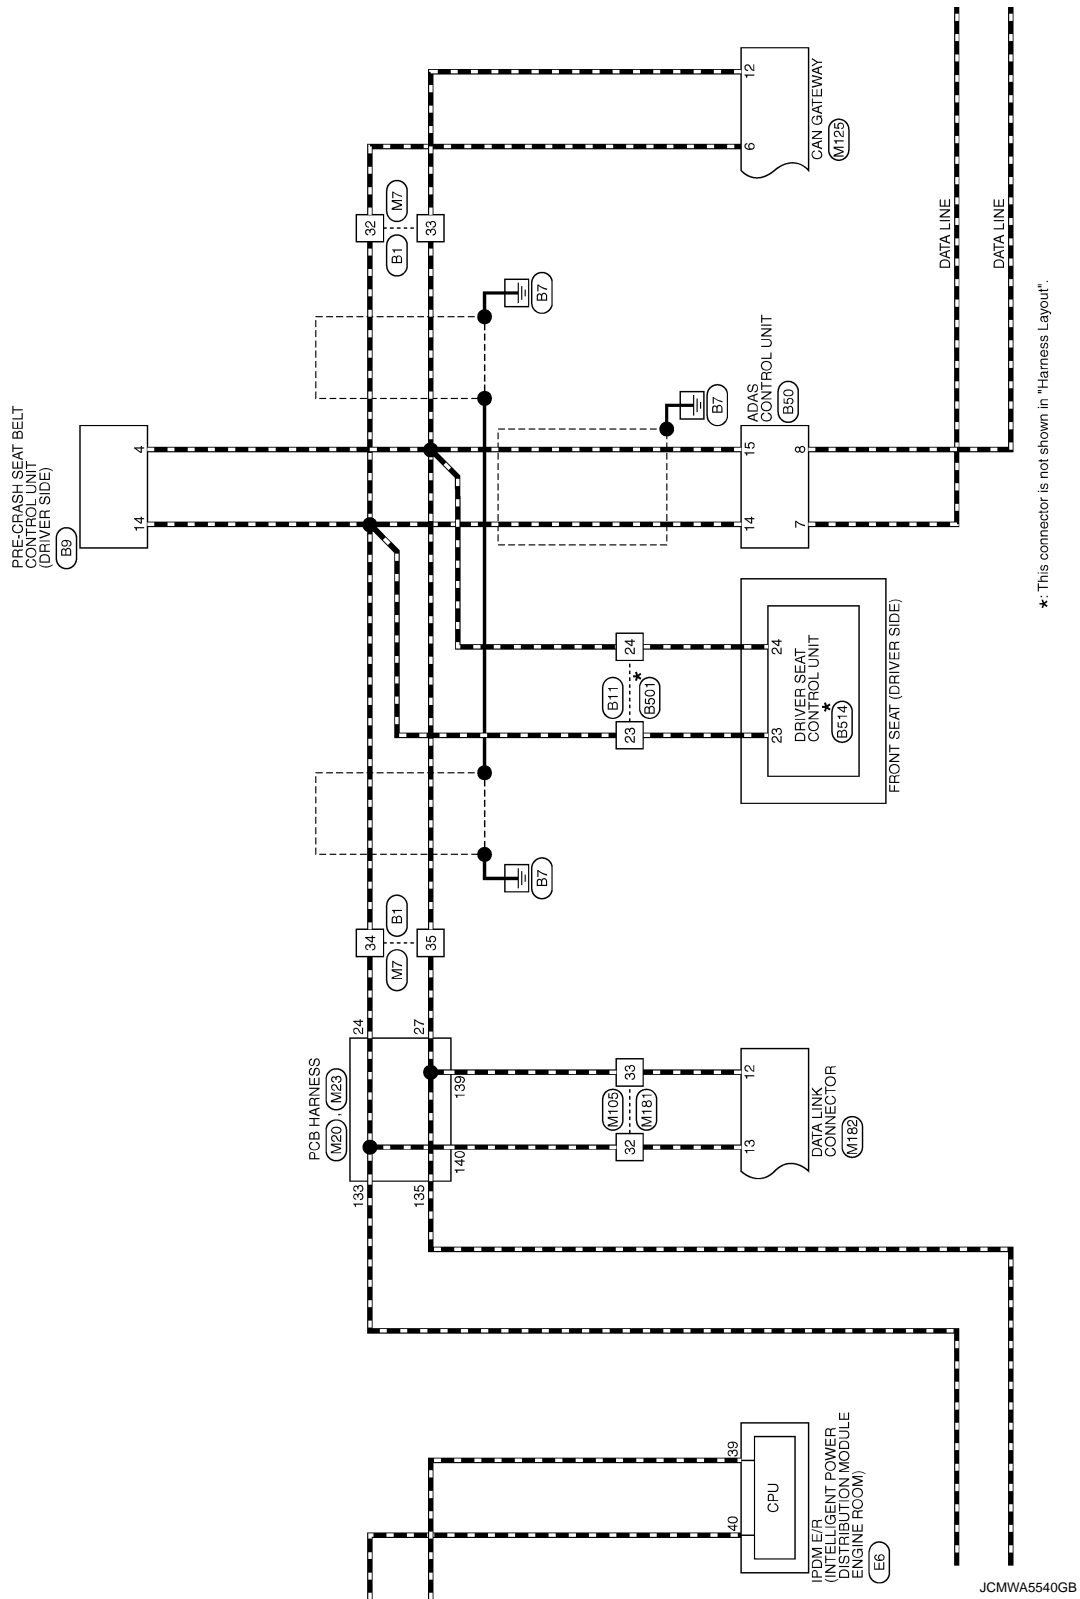 PRE-CRASH SEAT BELT
CONTROL UNIT
(DRIVER SIDE)
B9
14
4
12
6
CAN GATEWAY
M125
32
33
M7
B1
B7
DATA LINE
DATA LINE
B7
ADAS
CONTROL UNIT
B50
15
14
8
7
24
23
B11
B501
*
24
23
DRIVER SEAT
CONTROL UNIT
*
B514
FRONT SEAT (DRIVER SIDE)
*: This connector is not shown in "Harness Layout".
B7
34
35
B1
M7
24
27
PCB HARNESS
M20 , M23
133
135
139
140
33
32
M105
M181
12
13
DATA LINK
CONNECTOR
M182
39
40
CPU
IPDM E/R
(INTELLIGENT POWER
DISTRIBUTION MODULE
ENGINE ROOM)
E6
JCMWA5540GB